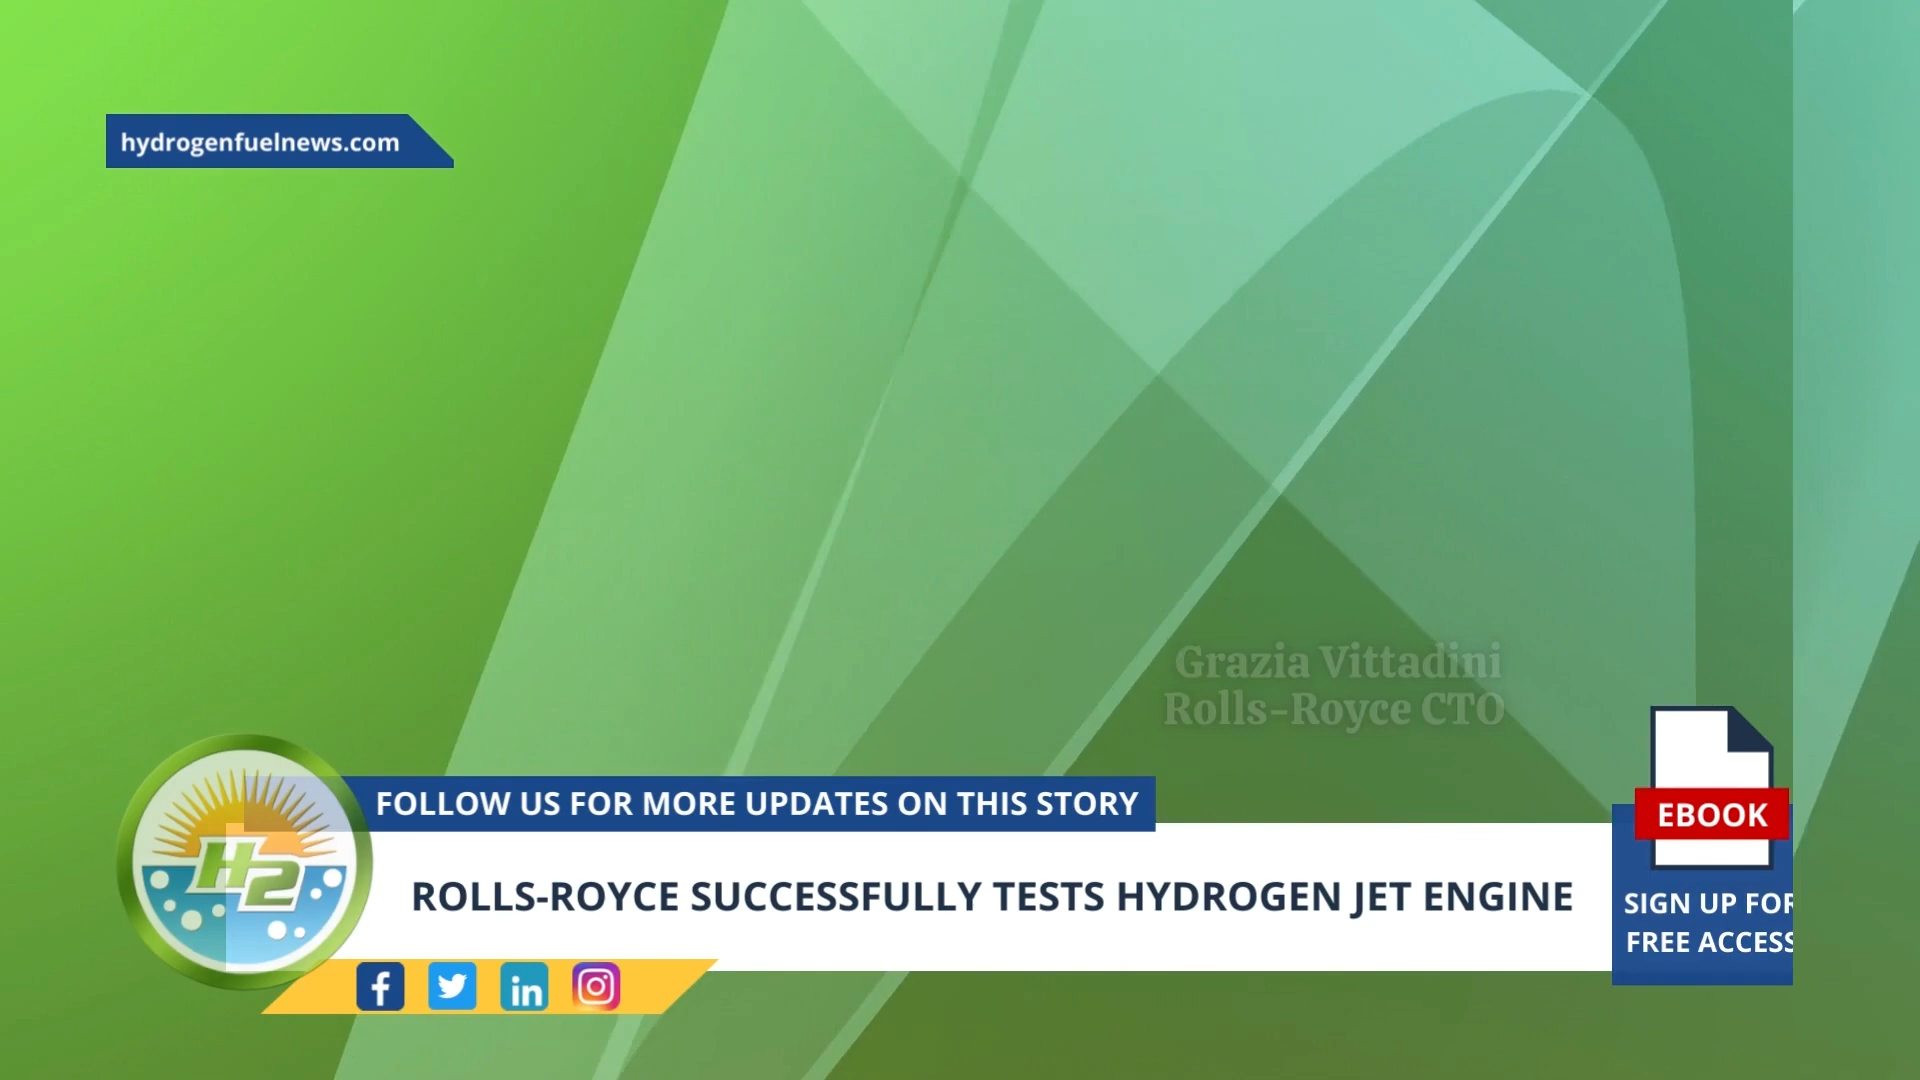 hydrogenfuelnews.com
Grazia Vittadini
Rolls-Royce CTO
FOLLOW US FOR MORE UPDATES ON THIS STORY
ROLLS-ROYCE SUCCESSFULLY TESTS HYDROGEN JET ENGINE
H2
EBOOK
SIGN UP FOR
FREE ACCESS
f
in